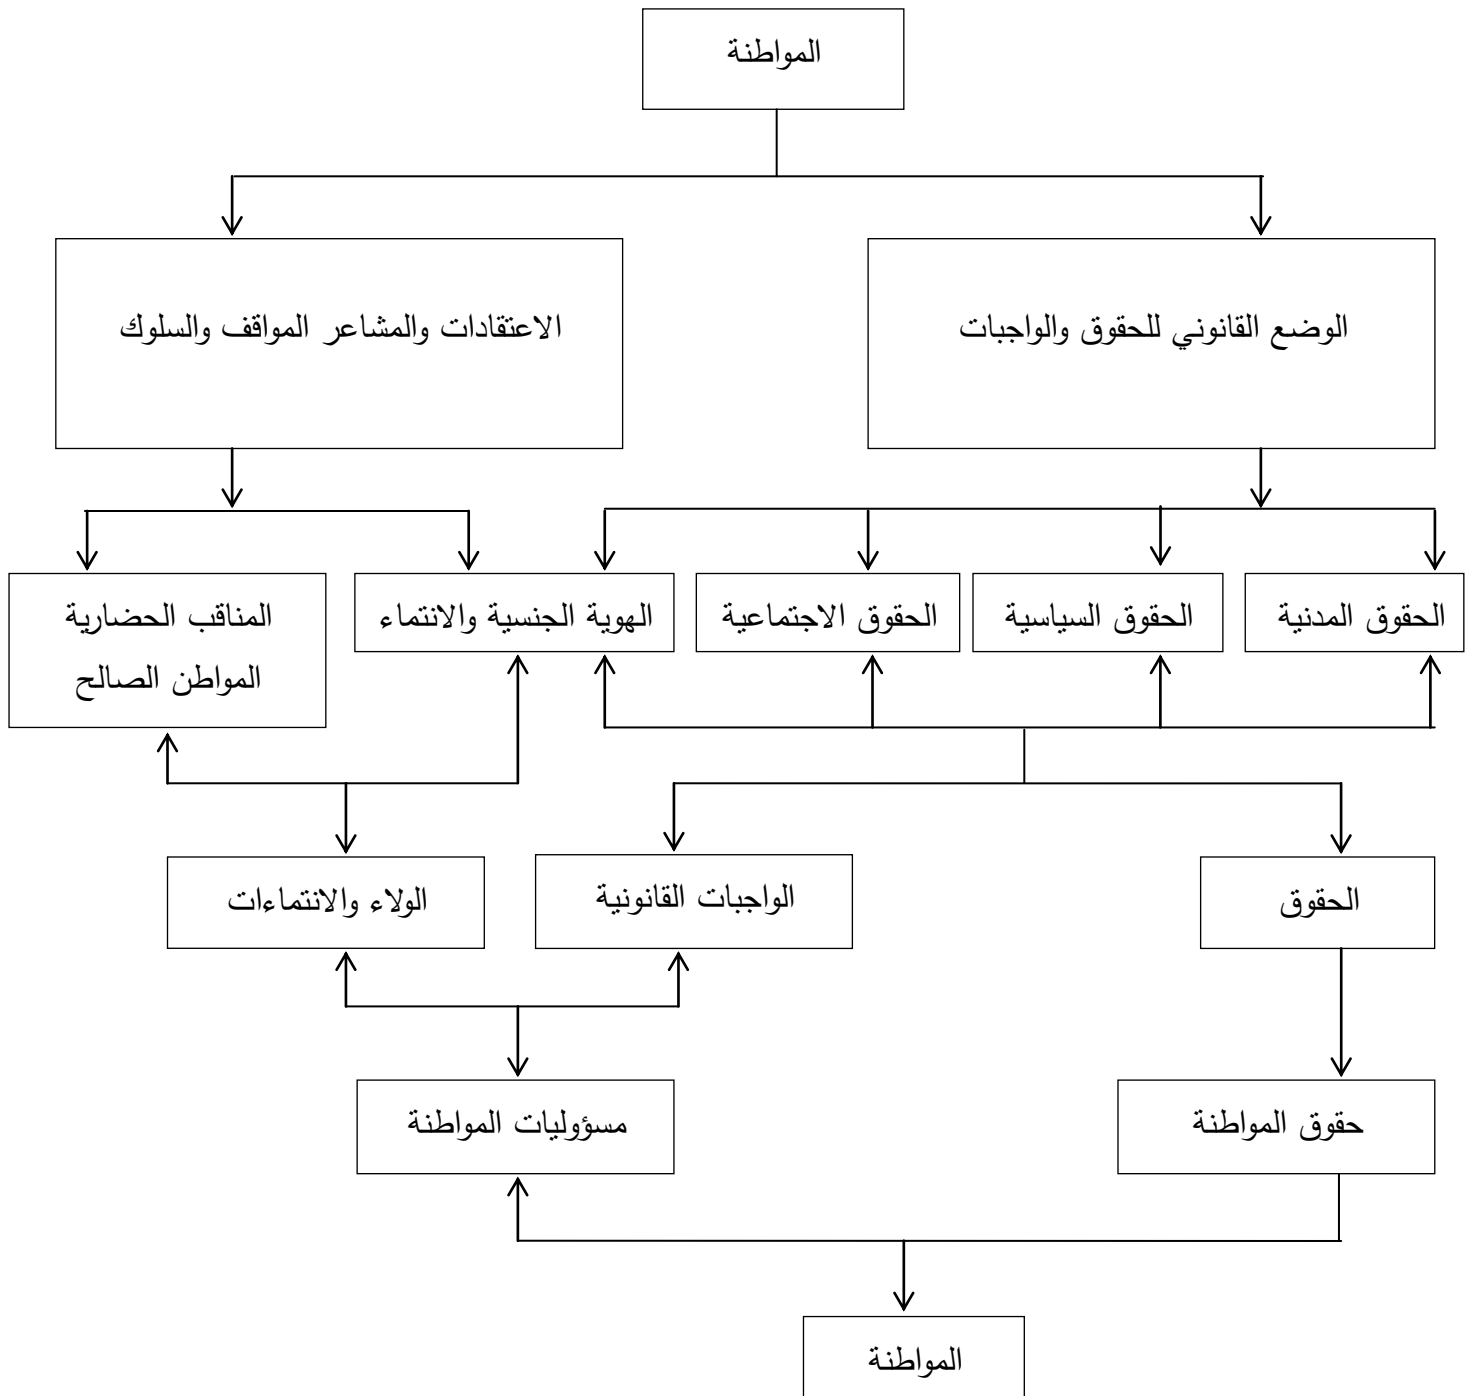 المواطنة
الوضع القانوني للحقوق والواجبات
الاعتقادات والمشاعر المواقف والسلوك
الحقوق المدنية
الحقوق السياسية
الحقوق الاجتماعية
الهوية الجنسية والانتماء
المناقب الحضارية
المواطن الصالح
الحقوق
الواجبات القانونية
الولاء والانتماءات
حقوق المواطنة
مسؤوليات المواطنة
المواطنة